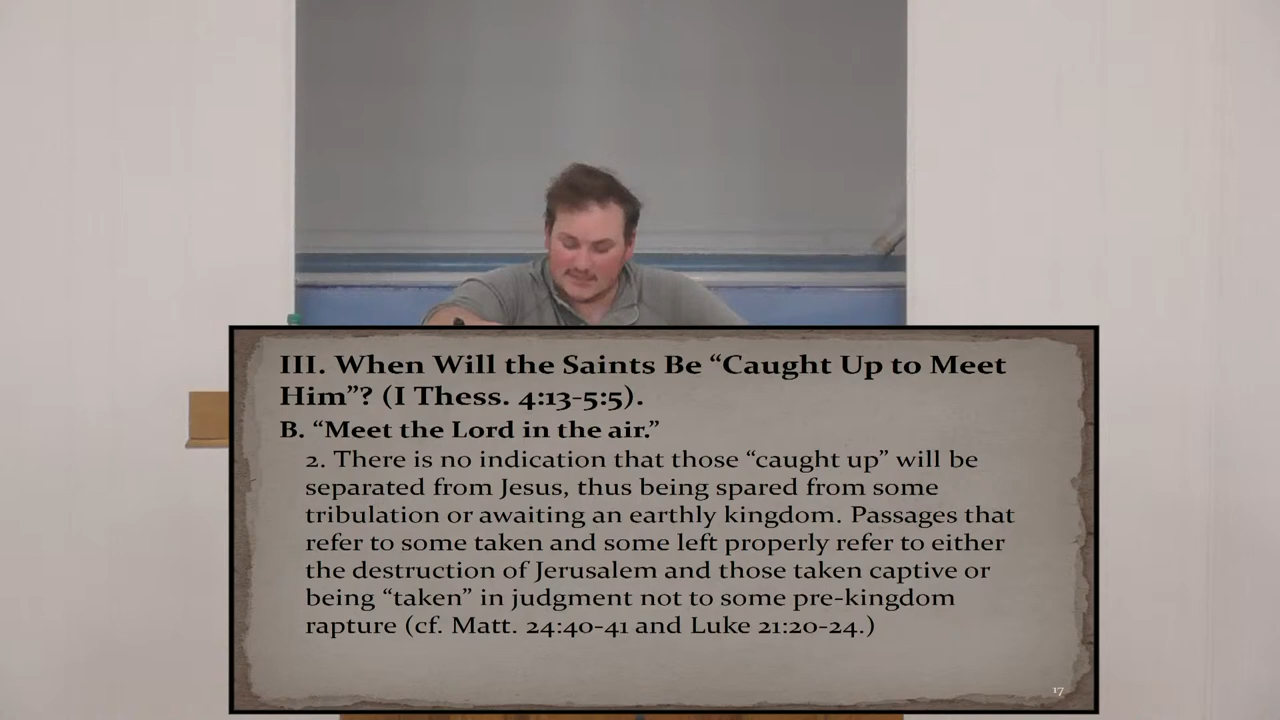 III. When Will the Saints Be “Caught Up to Meet
Him”? (I Thess. 4:13-5:5).
B. “Meet the Lord in the air.”
2. There is no indication that those “caught up” will be
separated from Jesus, thus being spared from some
tribulation or awaiting an earthly kingdom. Passages that
refer to some taken and some left properly refer to either
the destruction of Jerusalem and those taken captive or
being “taken” in judgment not to some pre-kingdom
rapture (cf. Matt. 24:40-41 and Luke 21:20-24.)
17